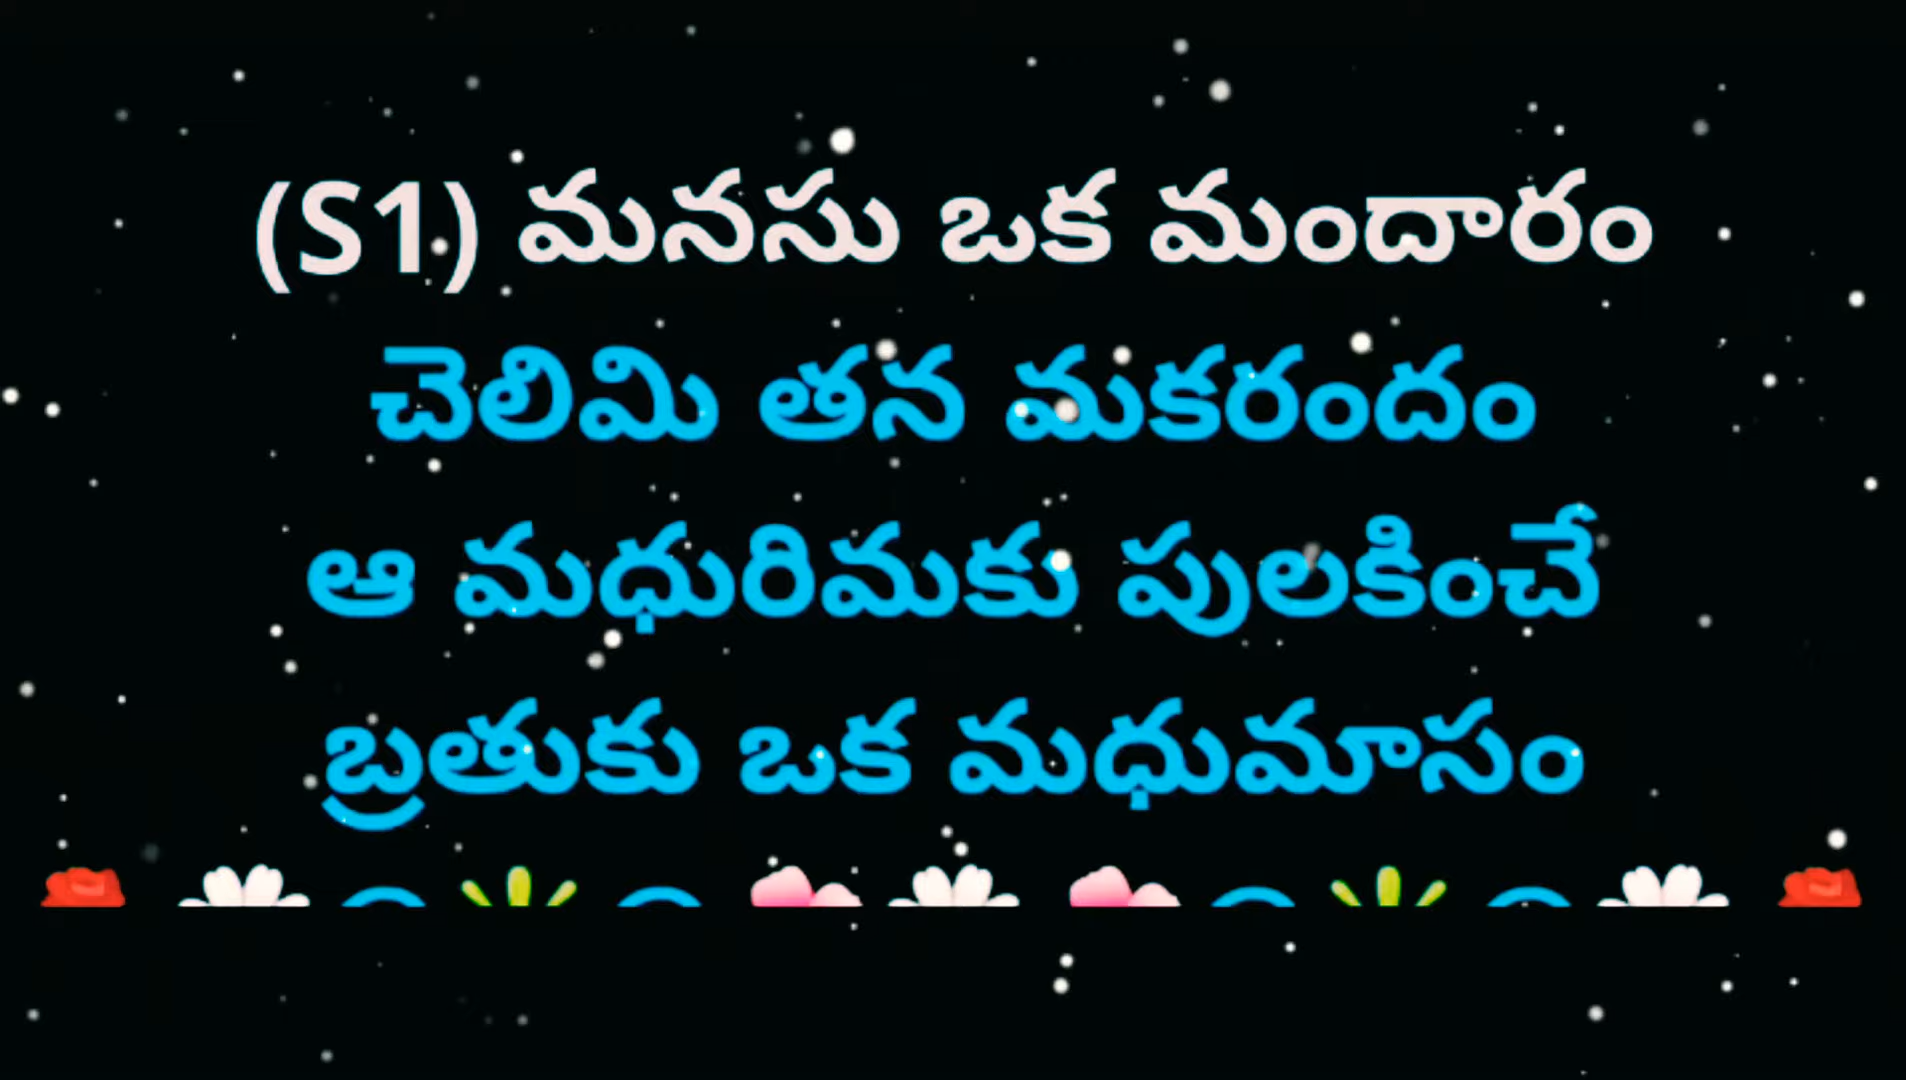 (S1) మనసు ఒక మందారం
చెలిమి తన మకరందం
ఆ మధురిమకు పులకించే
బ్రతుకు ఒక మధుమాసం